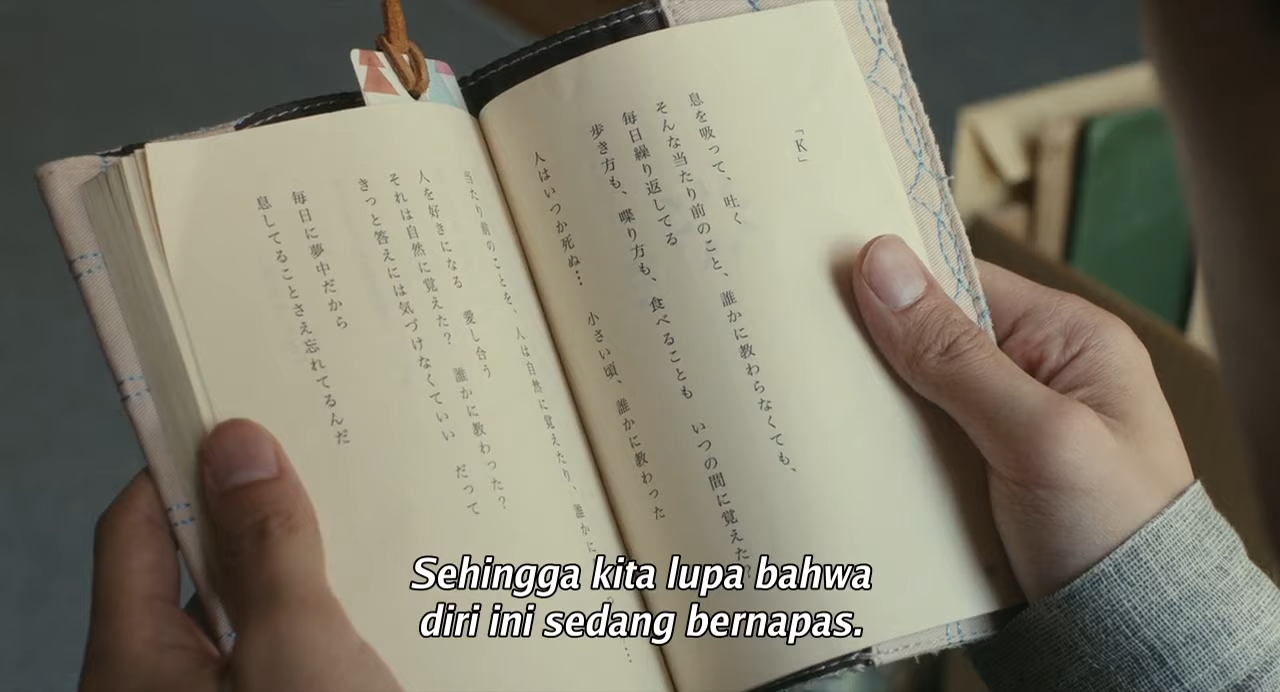 「K」
息を吸って、吐く
そんな当たり前のこと、誰かに教わらなくても、
毎日繰り返してる　いつの間に覚えた?
歩き方も、喋り方も、食べることも
人はいつか死ぬ…　小さい頃、誰かに教わった
当たり前のことを、人は自然に覚えたり、誰かに
人を好きになる　愛し合う　誰かに教わった?
それは自然に覚えた?
きっと答えには気づけなくていい　だって
毎日に夢中だから
息してることさえ忘れてるんだ
Sehingga kita lupa bahwa
diri ini sedang bernapas.